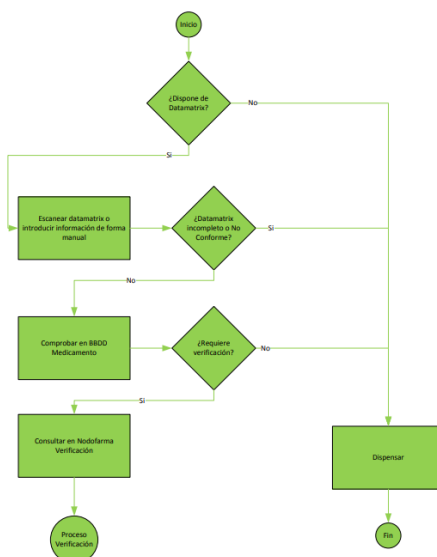 Inicio
¿Dispone de
Datamatrix?
No
Si
Escanear datamatrix o
introducir información de forma
manual
¿Datamatrix
incompleto o No
Conforme?
Si
No
Comprobar en BBDD
Medicamento
¿Requiere
verificación?
No
Si
Consultar en Nodofarma
Verificación
Dispensar
Proceso
Verificación
Fin